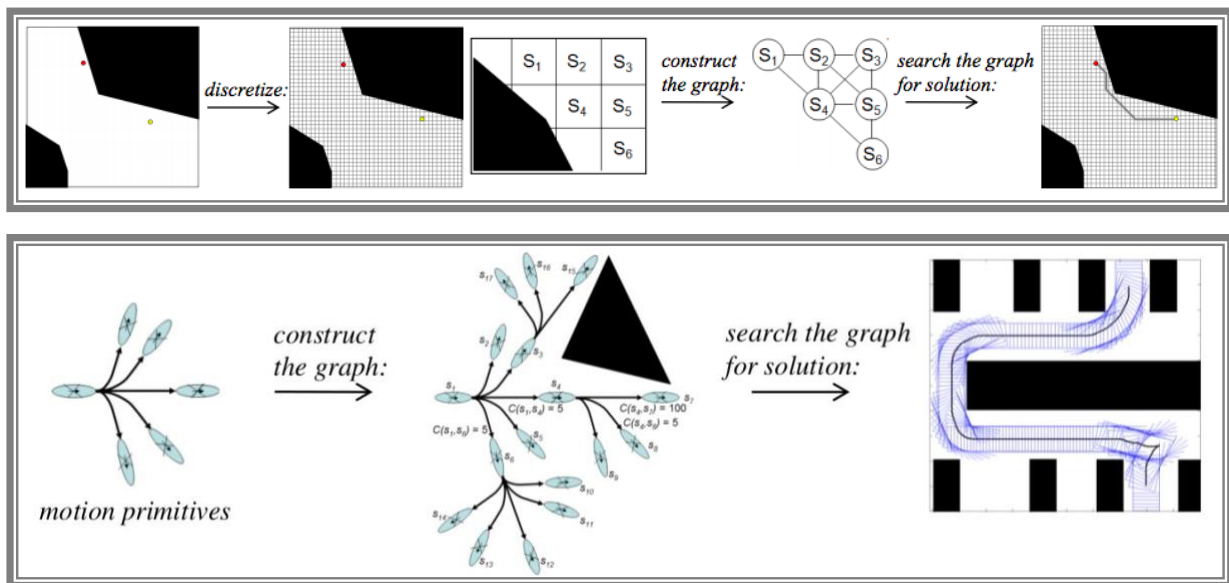 discretize:
S1 S2 S3
S4 S5
S6
construct
the graph:
S1 S2 S3
S4 S5
S6
search the graph
for solution:
motion primitives
construct
the graph:
s17 s16 s15
s2 s3
s1 s4 s7
C(s1,s4) = 5 C(s4,s7) = 100
C(s1,s6) = 5 s5 C(s4,s8) = 5
s6 s8
s9
s10
s14 s11
s13 s12
search the graph
for solution: